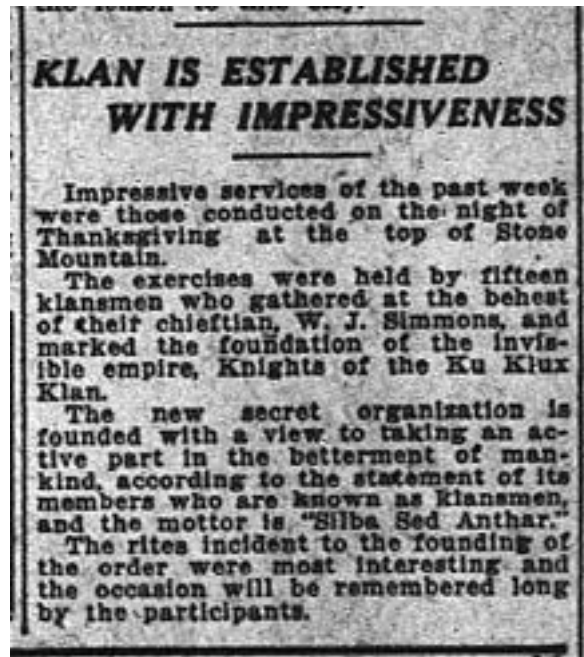 KLAN IS ESTABLISHED
WITH IMPRESSIVENESS
Impressive services of the past week
were those conducted on the night of
Thanksgiving at the top of Stone
Mountain.
The exercises were held by fifteen
klansmen who gathered at the behest
of their chieftian, W. J. Simmons, and
marked the foundation of the invis-
ible empire, Knights of the Ku Klux
Klan.
The new secret organization is
founded with a view to taking an ac-
tive part in the betterment of man-
kind, according to the statement of its
members who are known as klansmen,
and the mottor is "Silba Sed Anthar."
The rites incident to the founding of
the order were most interesting and
the occasion will be remembered long
by the participants.